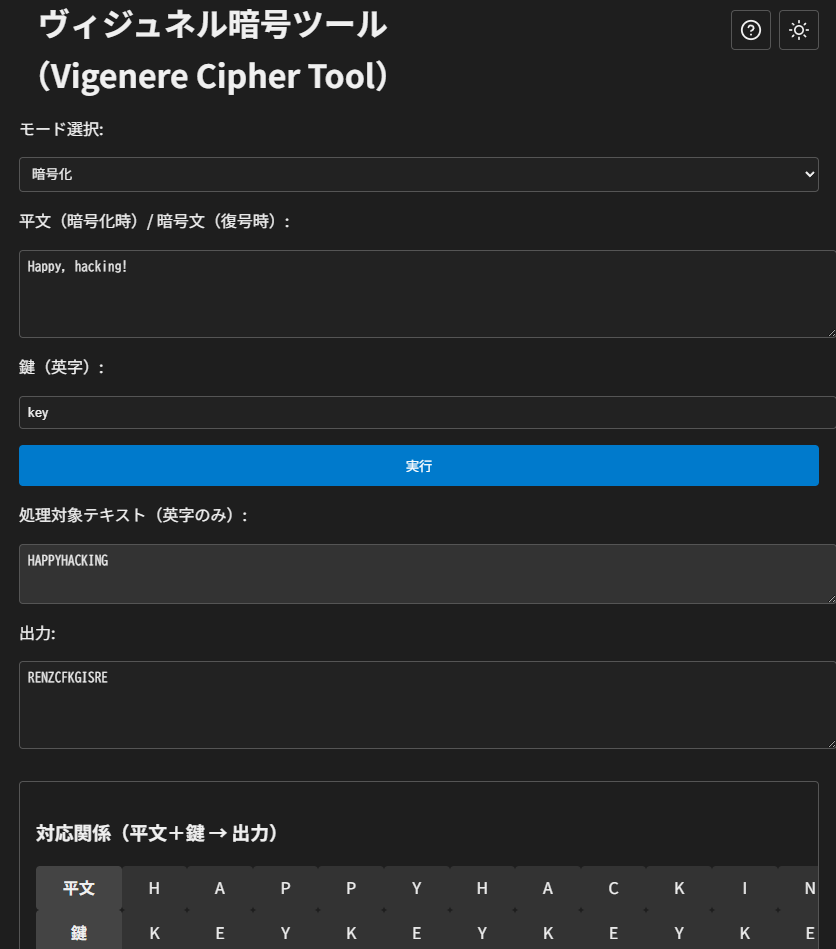 ヴィジュネル暗号ツール
（Vigenere Cipher Tool）
モード選択:
暗号化
平文（暗号化時）/ 暗号文（復号時）:
Happy, hacking!
鍵（英字）:
key
実行
処理対象テキスト（英字のみ）:
HAPPYHACKING
出力:
RENZCFKGISRE
対応関係（平文＋鍵 → 出力）
平文 H A P P Y H A C K I N
鍵 K E Y K E Y K E Y K E